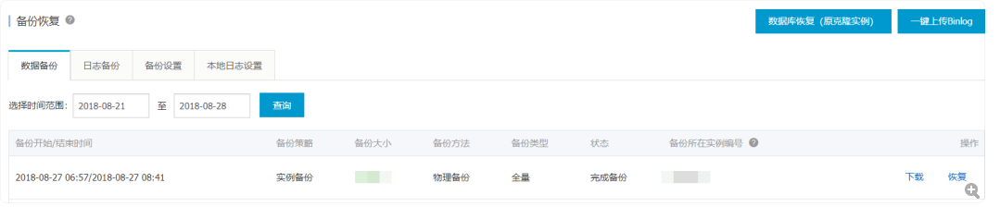 备份恢复
数据库恢复（原克隆实例） 一键上传Binlog
数据备份 日志备份 备份设置 本地日志设置
选择时间范围： 2018-08-21 至 2018-08-28 查询
备份开始/结束时间 备份策略 备份大小 备份方法 备份类型 状态 备份所在实例编号 操作
2018-08-27 06:57/2018-08-27 08:41 实例备份 物理备份 全量 完成备份 下载 恢复